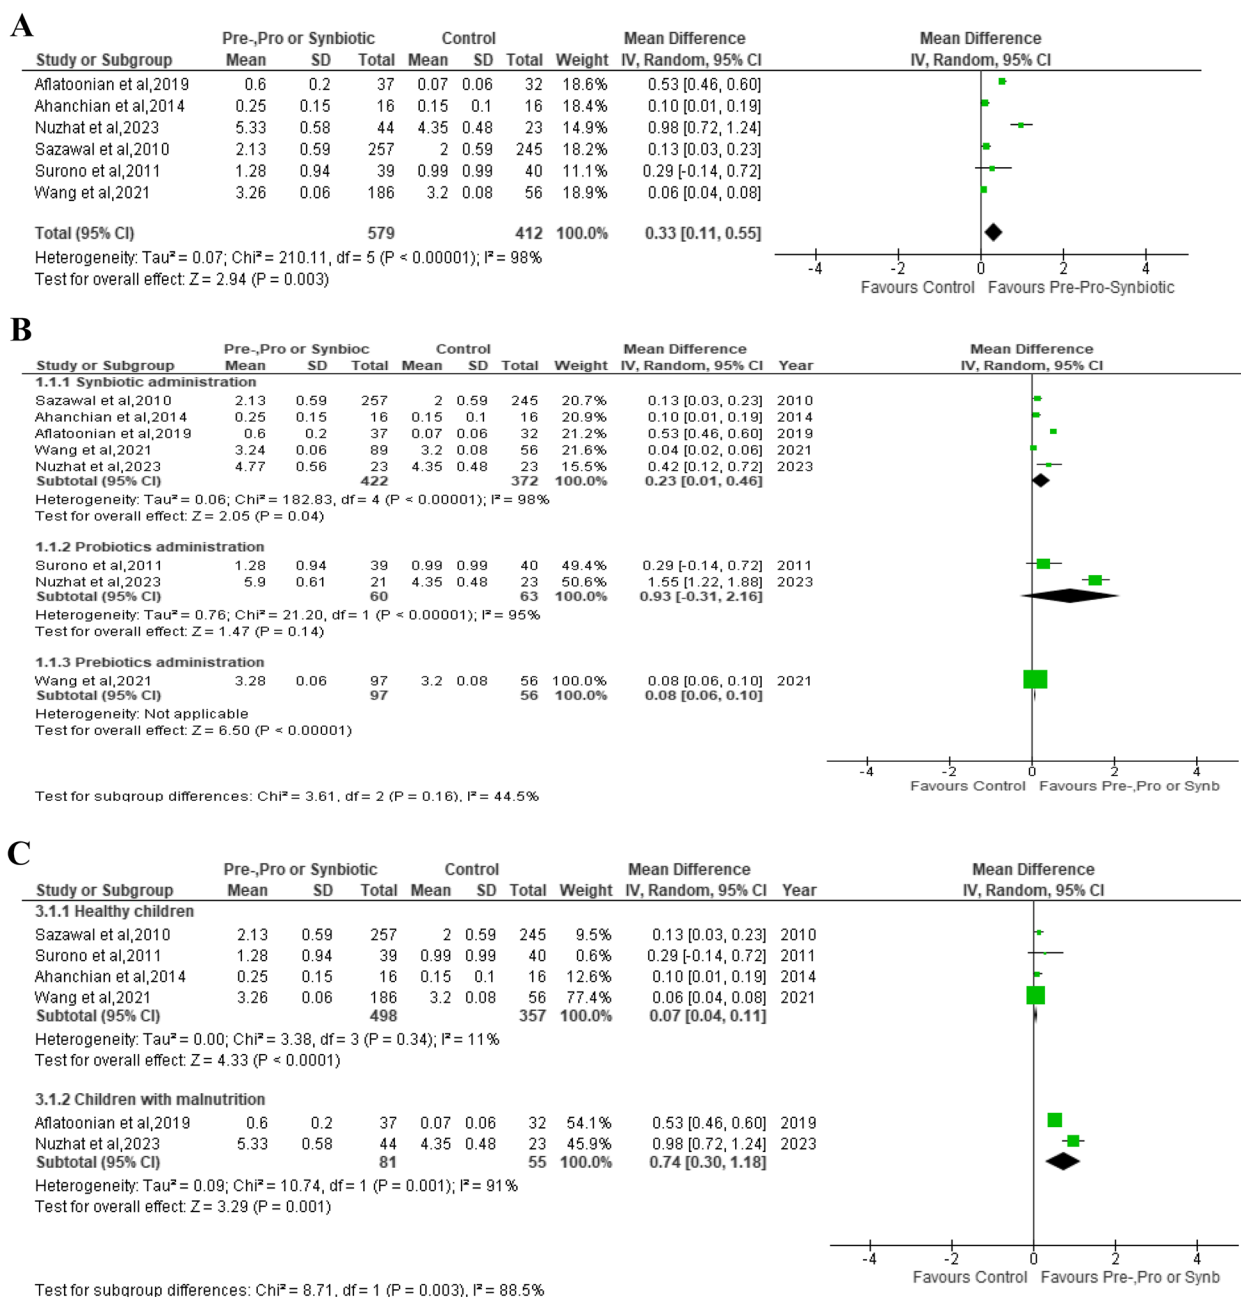 A
Pre-,Pro or Synbiotic Control Mean Difference Mean Difference
Study or Subgroup Mean SD Total Mean SD Total Weight IV, Random, 95% CI IV, Random, 95% CI
Aflatoonian et al,2019 0.6 0.2 37 0.07 0.06 32 18.6% 0.53 [0.46, 0.60]
Ahanchian et al,2014 0.25 0.15 16 0.15 0.1 16 18.4% 0.10 [0.01, 0.19]
Nuzhat et al,2023 5.33 0.58 44 4.35 0.48 23 14.9% 0.98 [0.72, 1.24]
Sazawal et al,2010 2.13 0.59 257 2 0.59 245 18.2% 0.13 [0.03, 0.23]
Surono et al,2011 1.28 0.94 39 0.99 0.99 40 11.1% 0.29 [-0.14, 0.72]
Wang et al,2021 3.26 0.06 186 3.2 0.08 56 18.9% 0.06 [0.04, 0.08]
Total (95% CI) 579 412 100.0% 0.33 [0.11, 0.55]
Heterogeneity: Tau² = 0.07; Chi² = 210.11, df = 5 (P < 0.00001); I² = 98%
Test for overall effect: Z = 2.94 (P = 0.003)
-4 -2 0 2 4
Favours Control Favours Pre-Pro-Synbiotic
B
Pre-,Pro or Synbioc Control Mean Difference Mean Difference
Study or Subgroup Mean SD Total Mean SD Total Weight IV, Random, 95% CI Year IV, Random, 95% CI
1.1.1 Synbiotic administration
Sazawal et al,2010 2.13 0.59 257 2 0.59 245 20.7% 0.13 [0.03, 0.23] 2010
Ahanchian et al,2014 0.25 0.15 16 0.15 0.1 16 20.9% 0.10 [0.01, 0.19] 2014
Aflatoonian et al,2019 0.6 0.2 37 0.07 0.06 32 21.2% 0.53 [0.46, 0.60] 2019
Wang et al,2021 3.24 0.06 89 3.2 0.08 56 21.6% 0.04 [0.02, 0.06] 2021
Nuzhat et al,2023 4.77 0.56 23 4.35 0.48 23 15.5% 0.42 [0.12, 0.72] 2023
Subtotal (95% CI) 422 372 100.0% 0.23 [0.01, 0.46]
Heterogeneity: Tau² = 0.06; Chi² = 182.83, df = 4 (P < 0.00001); I² = 98%
Test for overall effect: Z = 2.05 (P = 0.04)
1.1.2 Probiotics administration
Surono et al,2011 1.28 0.94 39 0.99 0.99 40 49.4% 0.29 [-0.14, 0.72] 2011
Nuzhat et al,2023 5.9 0.61 21 4.35 0.48 23 50.6% 1.55 [1.22, 1.88] 2023
Subtotal (95% CI) 60 63 100.0% 0.93 [-0.31, 2.16]
Heterogeneity: Tau² = 0.76; Chi² = 21.20, df = 1 (P < 0.00001); I² = 95%
Test for overall effect: Z = 1.47 (P = 0.14)
1.1.3 Prebiotics administration
Wang et al,2021 3.28 0.06 97 3.2 0.08 56 100.0% 0.08 [0.06, 0.10] 2021
Subtotal (95% CI) 97 56 100.0% 0.08 [0.06, 0.10]
Heterogeneity: Not applicable
Test for overall effect: Z = 6.50 (P < 0.00001)
-4 -2 0 2 4
Favours Control Favours Pre-,Pro or Synb
Test for subgroup differences: Chi² = 3.61, df = 2 (P = 0.16), I² = 44.5%
C
Pre-,Pro or Synbiotic Control Mean Difference Mean Difference
Study or Subgroup Mean SD Total Mean SD Total Weight IV, Random, 95% CI Year IV, Random, 95% CI
3.1.1 Healthy children
Sazawal et al,2010 2.13 0.59 257 2 0.59 245 9.5% 0.13 [0.03, 0.23] 2010
Surono et al,2011 1.28 0.94 39 0.99 0.99 40 0.6% 0.29 [-0.14, 0.72] 2011
Ahanchian et al,2014 0.25 0.15 16 0.15 0.1 16 12.6% 0.10 [0.01, 0.19] 2014
Wang et al,2021 3.26 0.06 186 3.2 0.08 56 77.4% 0.06 [0.04, 0.08] 2021
Subtotal (95% CI) 498 357 100.0% 0.07 [0.04, 0.11]
Heterogeneity: Tau² = 0.00; Chi² = 3.38, df = 3 (P = 0.34); I² = 11%
Test for overall effect: Z = 4.33 (P < 0.0001)
3.1.2 Children with malnutrition
Aflatoonian et al,2019 0.6 0.2 37 0.07 0.06 32 54.1% 0.53 [0.46, 0.60] 2019
Nuzhat et al,2023 5.33 0.58 44 4.35 0.48 23 45.9% 0.98 [0.72, 1.24] 2023
Subtotal (95% CI) 81 55 100.0% 0.74 [0.30, 1.18]
Heterogeneity: Tau² = 0.09; Chi² = 10.74, df = 1 (P = 0.001); I² = 91%
Test for overall effect: Z = 3.29 (P = 0.001)
-4 -2 0 2 4
Favours Control Favours Pre-,Pro or Synb
Test for subgroup differences: Chi² = 8.71, df = 1 (P = 0.003), I² = 88.5%